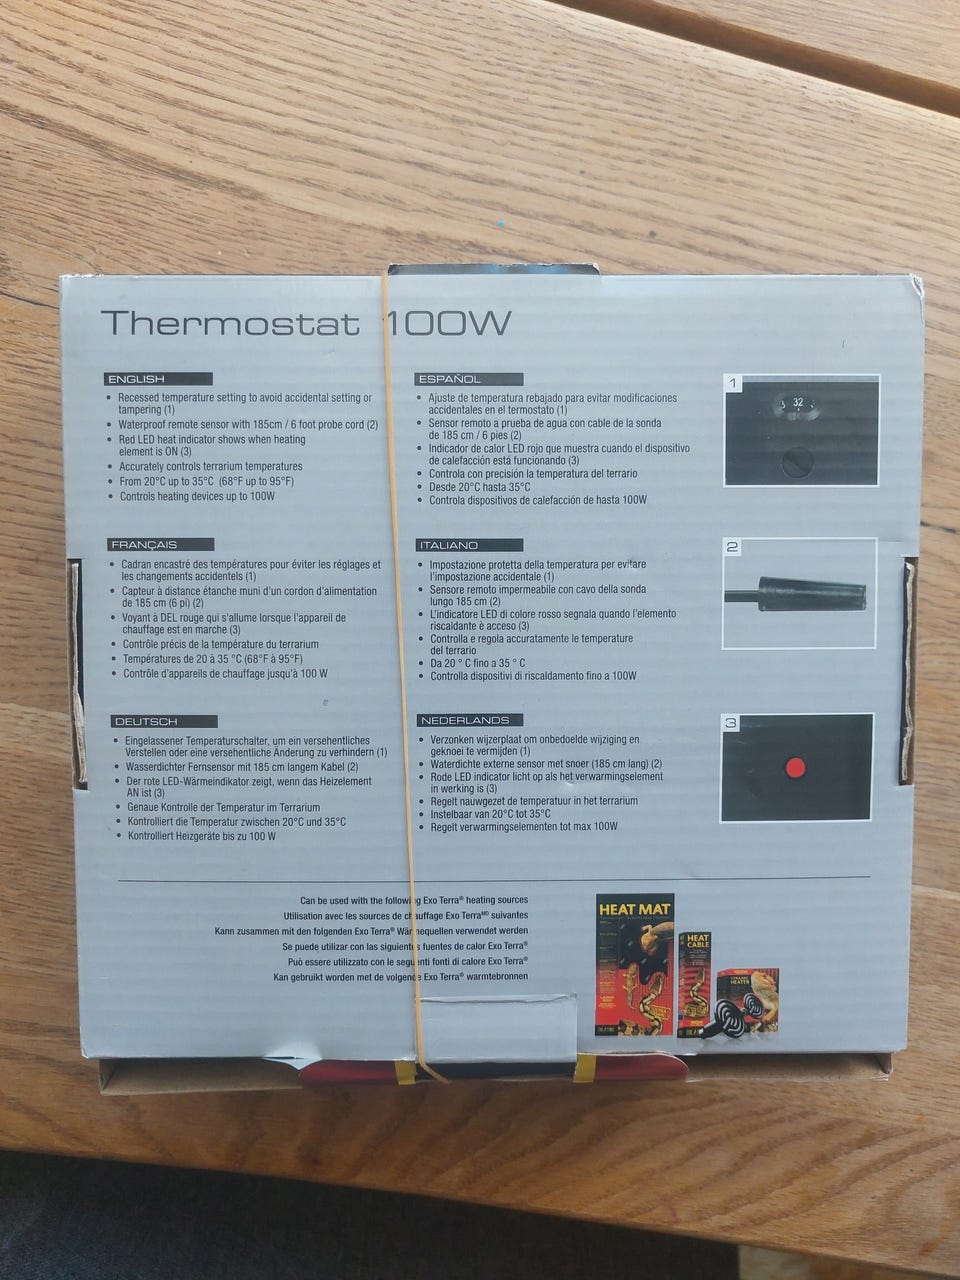 Thermostat 100W
ENGLISH
• Recessed temperature setting to avoid accidental setting or
tampering (1)
• Waterproof remote sensor with 185cm / 6 foot probe cord (2)
• Red LED heat indicator shows when heating
element is ON (3)
• Accurately controls terrarium temperatures
• From 20°C up to 35°C (68°F up to 95°F)
• Controls heating devices up to 100W
FRANÇAIS
• Cadran encastré des températures pour éviter les réglages et
les changements accidentels (1)
• Capteur à distance étanche muni d'un cordon d'alimentation
de 185 cm (6 pi) (2)
• Voyant à DEL rouge qui s'allume lorsque l'appareil de
chauffage est en marche (3)
• Contrôle précis de la température du terrarium
• Températures de 20 à 35 °C (68°F à 95°F)
• Contrôle d'appareils de chauffage jusqu'à 100 W
DEUTSCH
• Eingelassener Temperaturschalter, um ein versehentliches
Verstellen oder eine versehentliche Änderung zu verhindern (1)
• Wasserdichter Fernsensor mit 185 cm langem Kabel (2)
• Der rote LED-Wärmeindikator zeigt, wenn das Heizelement
AN ist (3)
• Genaue Kontrolle der Temperatur im Terrarium
• Kontrolliert die Temperatur zwischen 20°C und 35°C
• Kontrolliert Heizgeräte bis zu 100 W
ESPAÑOL
• Ajuste de temperatura rebajado para evitar modificaciones
accidentales en el termostato (1)
• Sensor remoto a prueba de agua con cable de la sonda
de 185 cm / 6 pies (2)
• Indicador de calor LED rojo que muestra cuando el dispositivo
de calefacción está funcionando (3)
• Controla con precisión la temperatura del terrario
• Desde 20°C hasta 35°C
• Controla dispositivos de calefacción de hasta 100W
ITALIANO
• Impostazione protetta della temperatura per evitare
l'impostazione accidentale (1)
• Sensore remoto impermeabile con cavo della sonda
lungo 185 cm (2)
• L'indicatore LED di colore rosso segnala quando l'elemento
riscaldante è acceso (3)
• Controlla e regola accuratamente le temperature
del terrario
• Da 20 ° C fino a 35 ° C
• Controlla dispositivi di riscaldamento fino a 100W
NEDERLANDS
• Verzonken wijzerplaat om onbedoelde wijziging en
geknoei te vermijden (1)
• Waterdichte externe sensor met snoer (185 cm lang) (2)
• Rode LED indicator licht op als het verwarmingselement
in werking is (3)
• Regelt nauwgezet de temperatuur in het terrarium
• Instelbaar van 20°C tot 35°C
• Regelt verwarmingselementen tot max 100W
1
32
2
3
Can be used with the following Exo Terra® heating sources
Utilisation avec les sources de chauffage Exo Terra MD suivantes
Kann zusammen mit den folgenden Exo Terra® Wärmequellen verwendet werden
Se puede utilizar con las siguientes fuentes de calor Exo Terra®
Può essere utilizzato con le seguenti fonti di calore Exo Terra®
Kan gebruikt worden met de volgende Exo Terra® warmtebronnen
HEAT MAT
HEAT
CABLE
CERAMIC
HEATER